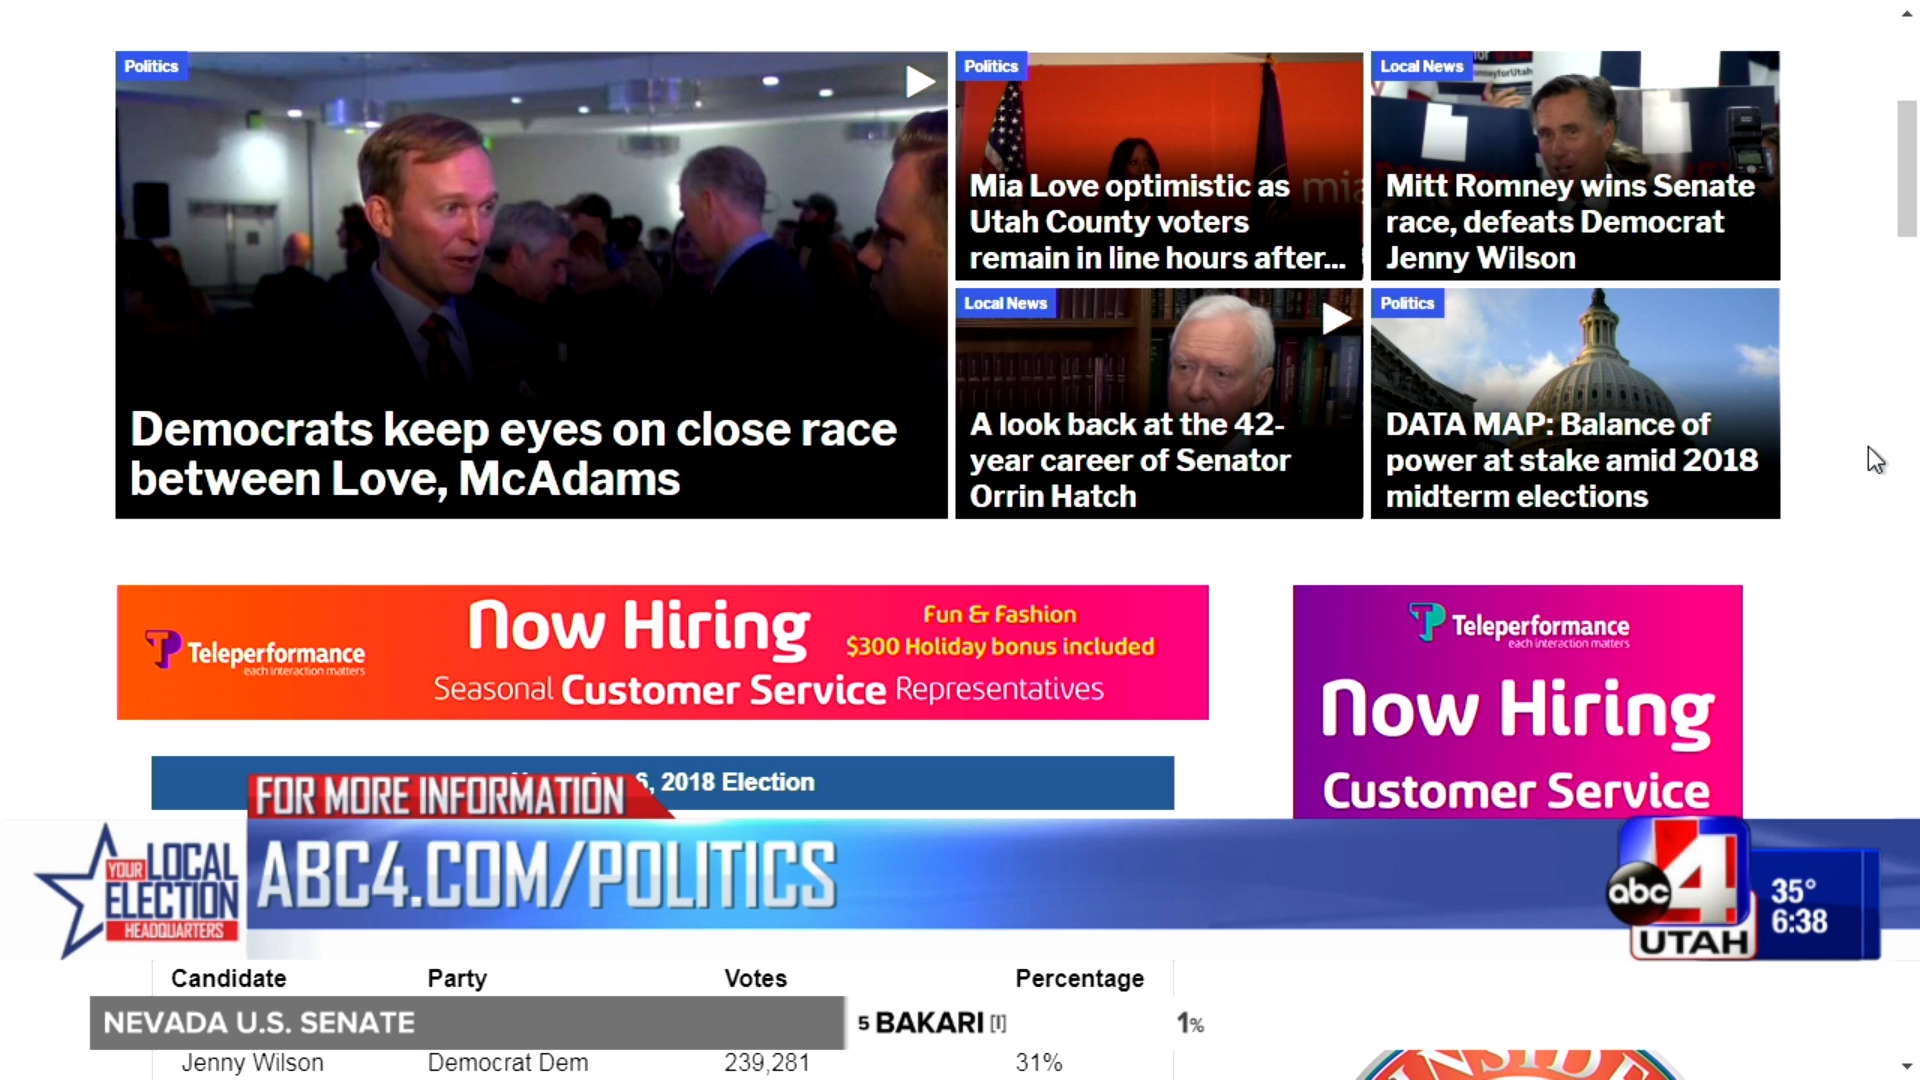 Politics
Democrats keep eyes on close race
between Love, McAdams
Politics
mia
Mia Love optimistic as
Utah County voters
remain in line hours after...
Local News
Mitt Romney wins Senate
race, defeats Democrat
Jenny Wilson
Local News
A look back at the 42-
year career of Senator
Orrin Hatch
Politics
DATA MAP: Balance of
power at stake amid 2018
midterm elections
Teleperformance
each interaction matters
Now Hiring
Seasonal Customer Service Representatives
Fun & Fashion
$300 Holiday bonus included
Teleperformance
each interaction matters
Now Hiring
Customer Service
6, 2018 Election
FOR MORE INFORMATION
YOUR LOCAL
ELECTION
HEADQUARTERS
ABC4.COM/POLITICS
abc 4
UTAH
35°
6:38
Candidate Party Votes Percentage
NEVADA U.S. SENATE 5 BAKARI [I] 1%
Jenny Wilson Democrat Dem 239,281 31%
INSIDE